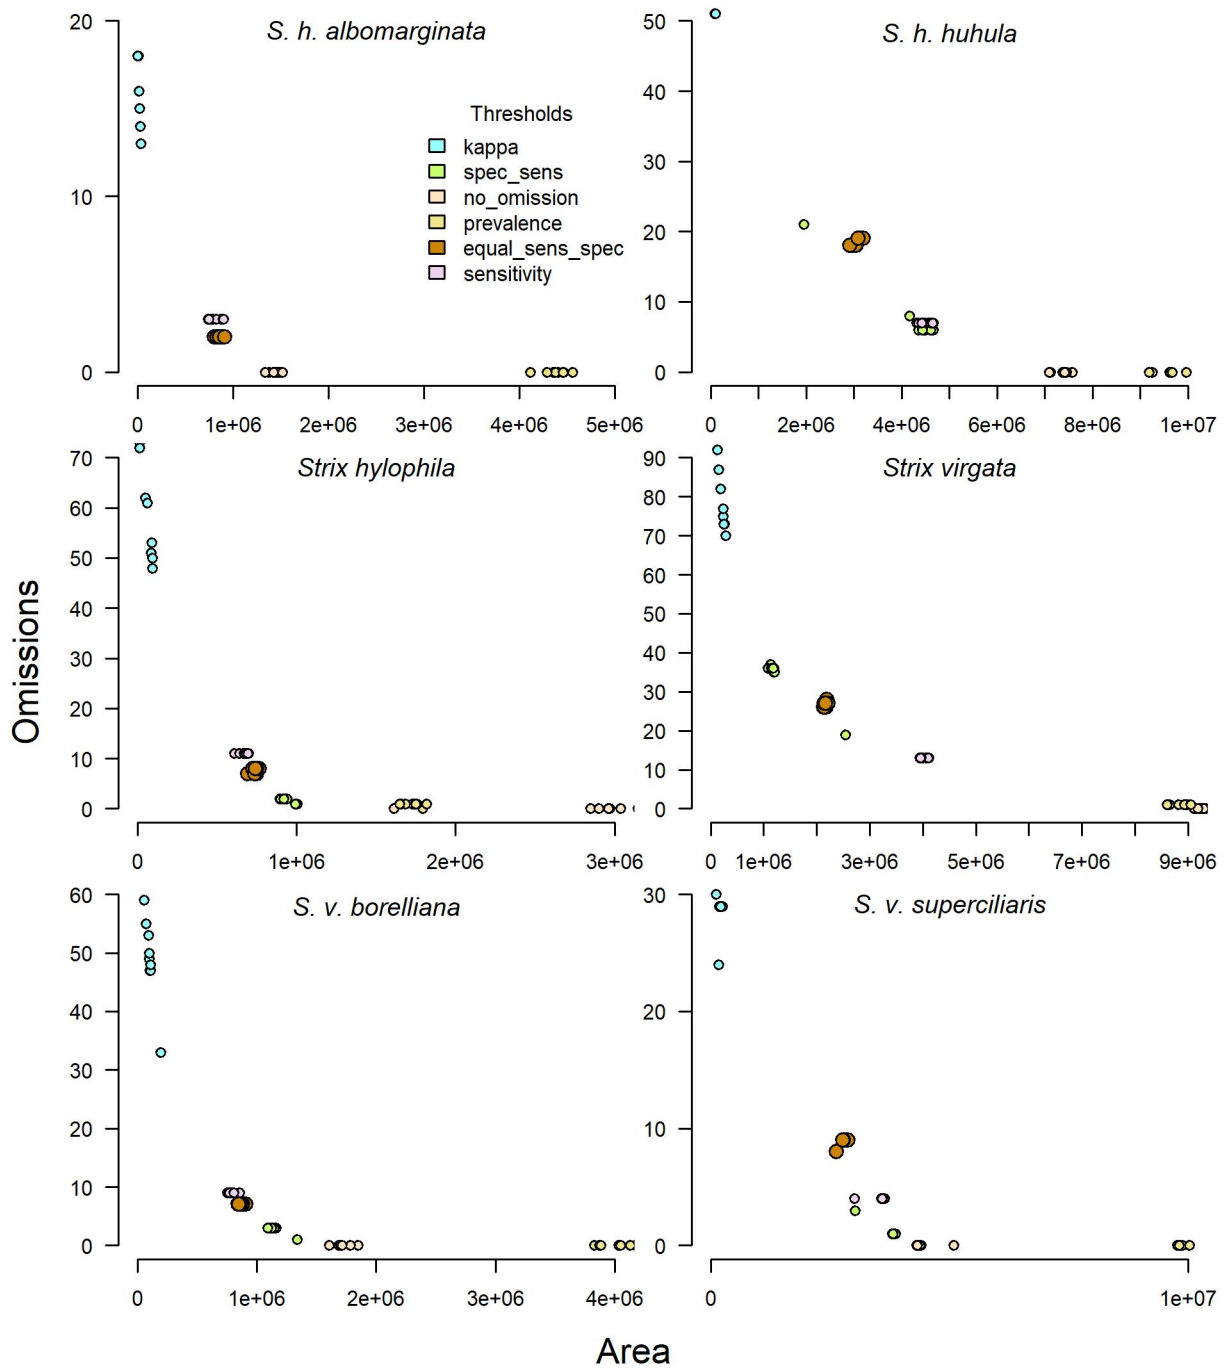 S. h. albomarginata
20
10
0
Thresholds
kappa
spec_sens
no_omission
prevalence
equal_sens_spec
sensitivity
0 1e+06 2e+06 3e+06 4e+06 5e+06
S. h. huhula
50
40
30
20
10
0
0 2e+06 4e+06 6e+06 8e+06 1e+07
Strix hylophila
70
60
50
40
30
20
10
0
0 1e+06 2e+06 3e+06
Strix virgata
90
80
70
60
50
40
30
20
10
0
0 1e+06 3e+06 5e+06 7e+06 9e+06
S. v. borelliana
60
50
40
30
20
10
0
0 1e+06 2e+06 3e+06 4e+06
S. v. superciliaris
30
20
10
0
0 1e+07
Omissions
Area